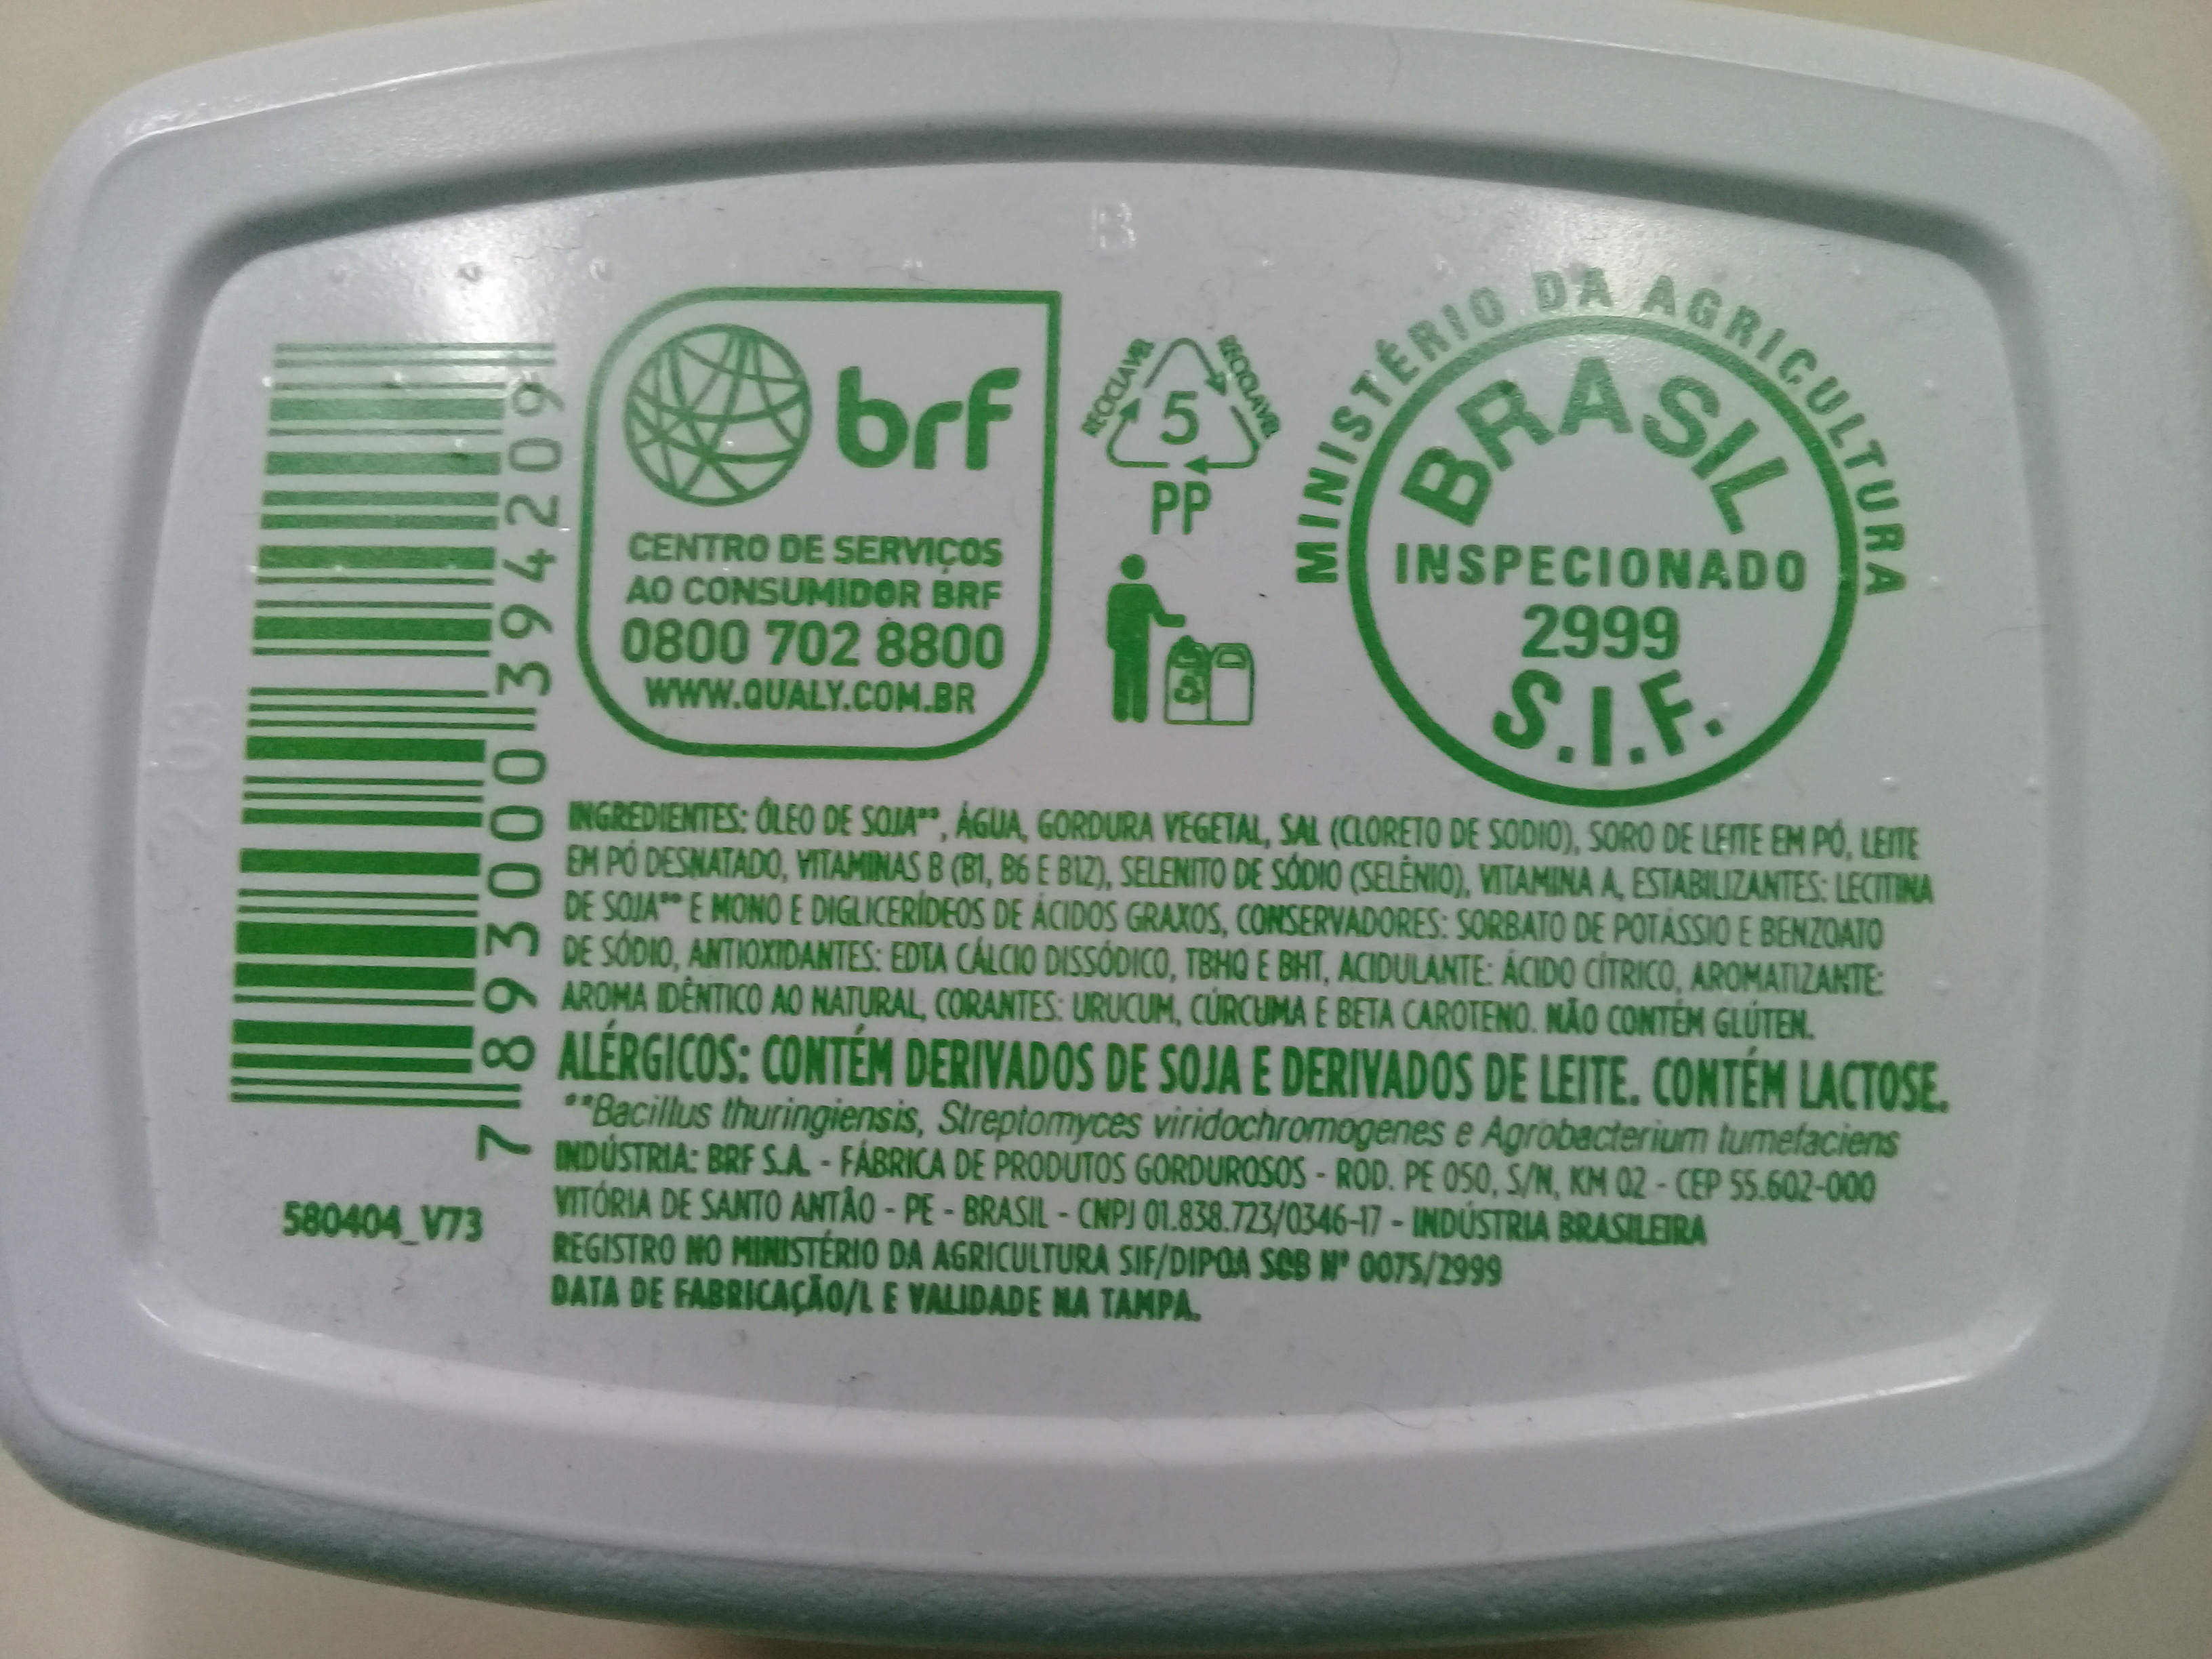 2 03
7 893000 394209
580404_V73
brf
CENTRO DE SERVIÇOS
AO CONSUMIDOR BRF
0800 702 8800
WWW.QUALY.COM.BR
B
RECICLÁVEL
RECICLÁVEL
5
PP
MINISTÉRIO DA AGRICULTURA
BRASIL
INSPECIONADO
2999
S.I.F.
INGREDIENTES: ÓLEO DE SOJA**, ÁGUA, GORDURA VEGETAL, SAL (CLORETO DE SÓDIO), SORO DE LEITE EM PÓ, LEITE
EM PÓ DESNATADO, VITAMINAS B (B1, B6 E B12), SELENITO DE SÓDIO (SELÊNIO), VITAMINA A, ESTABILIZANTES: LECITINA
DE SOJA** E MONO E DIGLICERÍDEOS DE ÁCIDOS GRAXOS, CONSERVADORES: SORBATO DE POTÁSSIO E BENZOATO
DE SÓDIO, ANTIOXIDANTES: EDTA CÁLCIO DISSÓDICO, TBHQ E BHT, ACIDULANTE: ÁCIDO CÍTRICO, AROMATIZANTE:
AROMA IDÊNTICO AO NATURAL, CORANTES: URUCUM, CÚRCUMA E BETA CAROTENO. NÃO CONTÉM GLÚTEN.
ALÉRGICOS: CONTÉM DERIVADOS DE SOJA E DERIVADOS DE LEITE. CONTÉM LACTOSE.
**Bacillus thuringiensis, Streptomyces viridochromogenes e Agrobacterium tumefaciens
INDÚSTRIA: BRF S.A. - FÁBRICA DE PRODUTOS GORDUROSOS - ROD. PE 050, S/N, KM 02 - CEP 55.602-000
VITÓRIA DE SANTO ANTÃO - PE - BRASIL - CNPJ 01.838.723/0346-17 - INDÚSTRIA BRASILEIRA
REGISTRO NO MINISTÉRIO DA AGRICULTURA SIF/DIPOA SOB Nº 0075/2999
DATA DE FABRICAÇÃO/L E VALIDADE NA TAMPA.